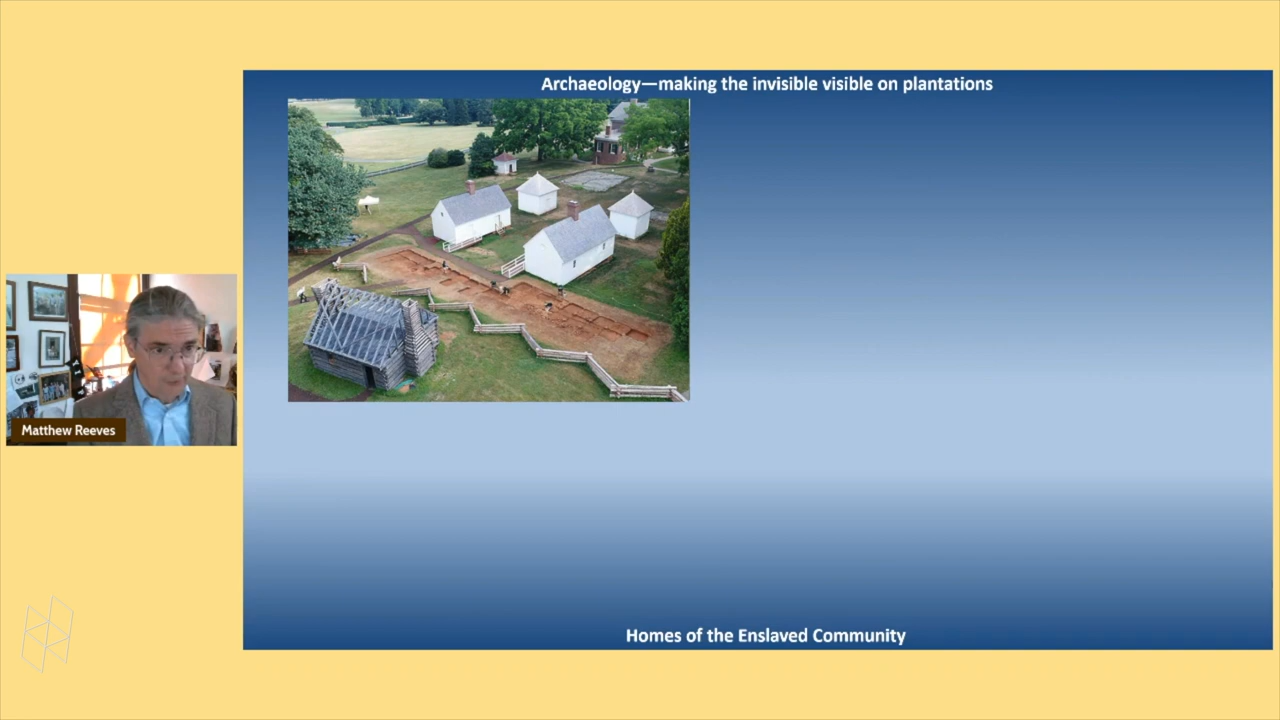 Archaeology—making the invisible visible on plantations
Matthew Reeves
Homes of the Enslaved Community